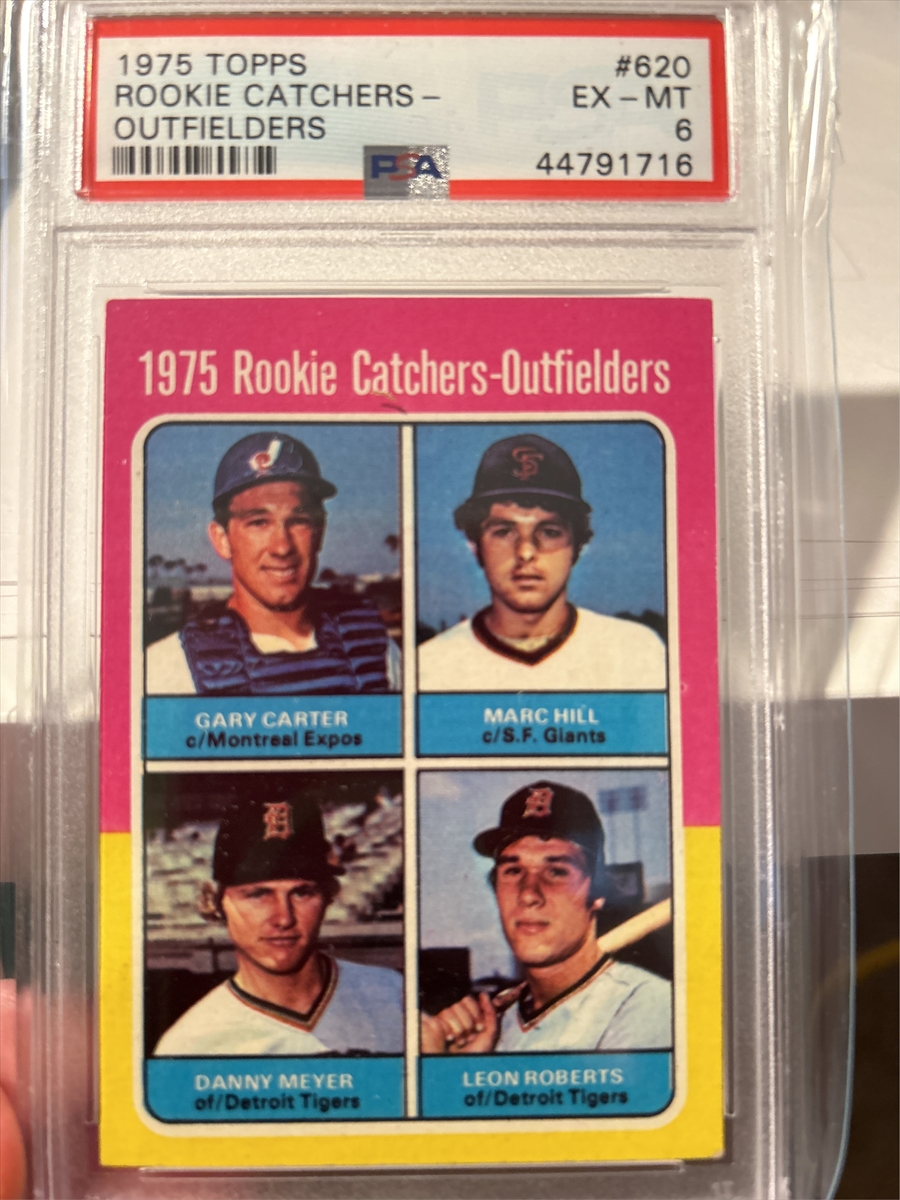 1975 TOPPS #620
ROOKIE CATCHERS - EX - MT
OUTFIELDERS 6
PSA 44791716
1975 Rookie Catchers-Outfielders
GARY CARTER
c/Montreal Expos
MARC HILL
c/S.F. Giants
DANNY MEYER
of/Detroit Tigers
LEON ROBERTS
of/Detroit Tigers